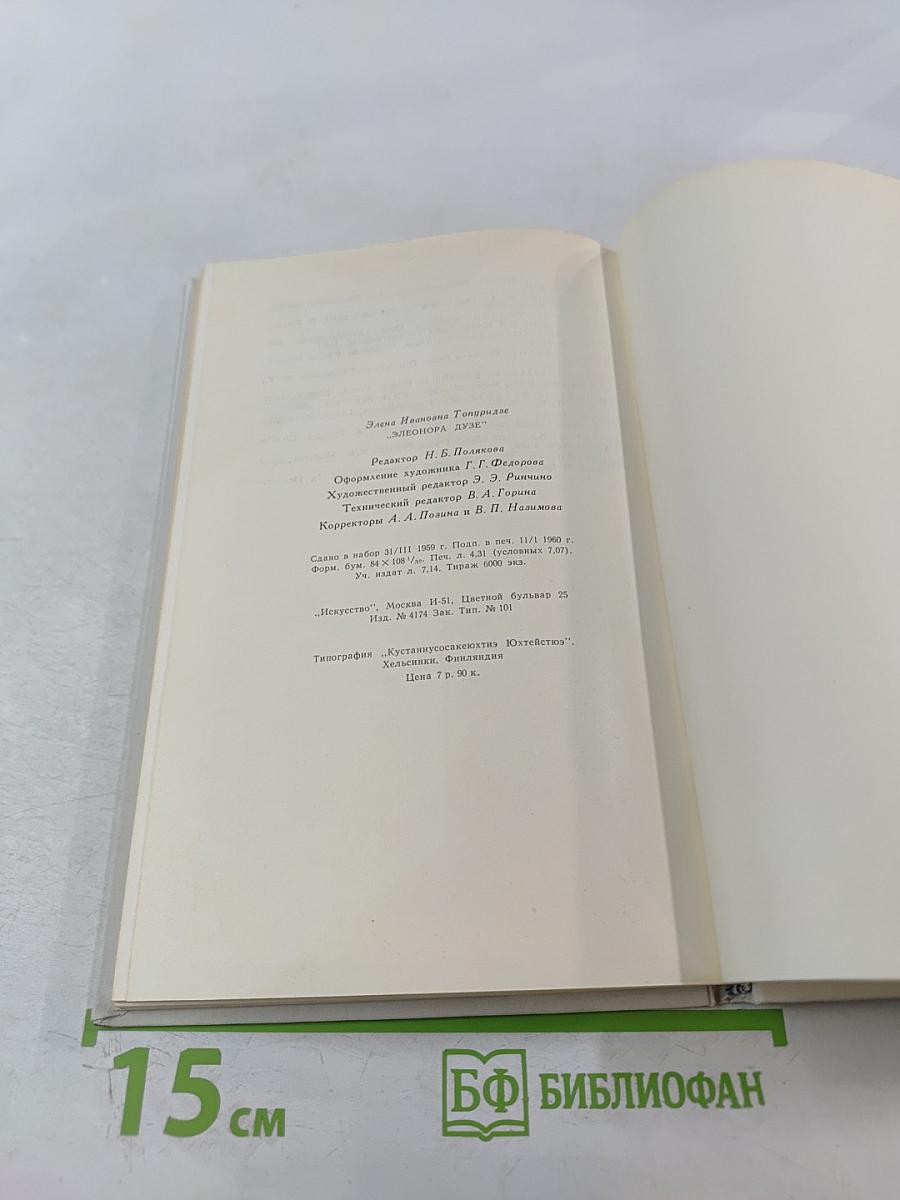 Элена Ивановна Топуридзе
„ЭЛЕОНОРА ДУЗЕ"
Редактор Н. Б. Полякова
Оформление художника Г. Г. Федорова
Художественный редактор Э. Э. Ринчино
Технический редактор В. А. Горина
Корректоры А. А. Позина и В. П. Назимова
Сдано в набор 31/III 1959 г. Подп. в печ. 11/I 1960 г.
Форм. бум. 84×108 ¹/₃₀. Печ. л. 4,31 (условных 7,07),
Уч. издат л. 7,14. Тираж 6000 экз.
„Искусство", Москва И-51, Цветной бульвар 25
Изд. № 4174 Зак. Тип. № 101
Типография „Кустаннусосакеюхтиэ Юхтейстюэ",
Хельсинки, Финляндия
Цена 7 р. 90 к.
15 см
БФ БИБЛИОФАН